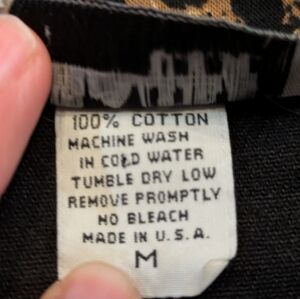 100% COTTON
MACHINE WASH
IN COLD WATER
TUMBLE DRY LOW
REMOVE PROMPTLY
NO BLEACH
MADE IN U.S.A.
M